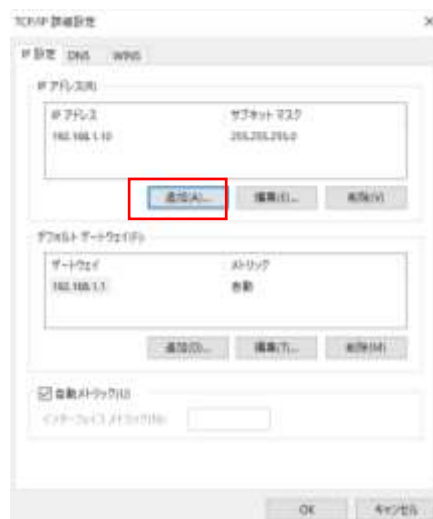 TCP/IP 詳細設定
IP 設定 DNS WINS
IP アドレス(R)
IP アドレス サブネット マスク
192.168.1.10 255.255.255.0
追加(A)... 編集(E)... 削除(V)
デフォルト ゲートウェイ(F):
ゲートウェイ メトリック
192.168.1.1 自動
追加(D)... 編集(T)... 削除(M)
自動メトリック(U)
インターフェイス メトリック(N):
OK キャンセル